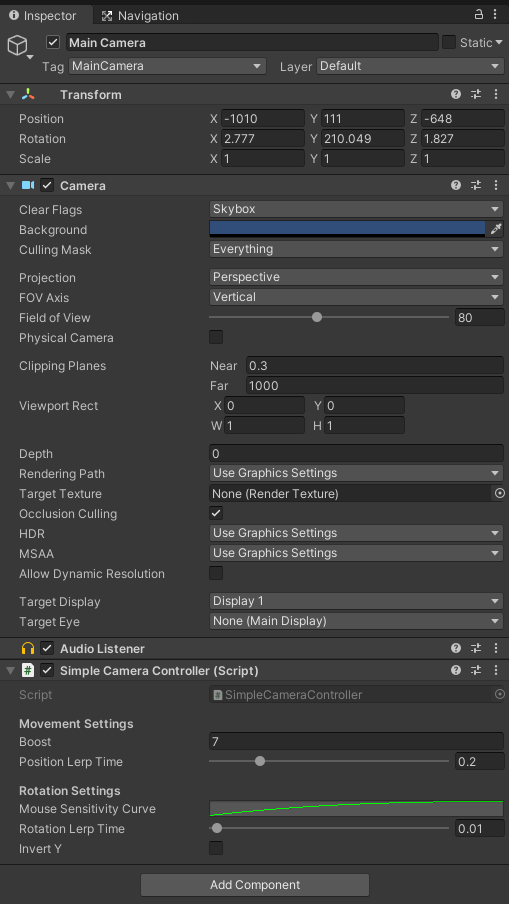 Inspector Navigation
Main Camera Static
Tag MainCamera Layer Default
Transform
Position X -1010 Y 111 Z -648
Rotation X 2.777 Y 210.049 Z 1.827
Scale X 1 Y 1 Z 1
Camera
Clear Flags Skybox
Background
Culling Mask Everything
Projection Perspective
FOV Axis Vertical
Field of View 80
Physical Camera
Clipping Planes Near 0.3
Far 1000
Viewport Rect X 0 Y 0
W 1 H 1
Depth 0
Rendering Path Use Graphics Settings
Target Texture None (Render Texture)
Occlusion Culling
HDR Use Graphics Settings
MSAA Use Graphics Settings
Allow Dynamic Resolution
Target Display Display 1
Target Eye None (Main Display)
Audio Listener
# Simple Camera Controller (Script)
Script # SimpleCameraController
Movement Settings
Boost 7
Position Lerp Time 0.2
Rotation Settings
Mouse Sensitivity Curve
Rotation Lerp Time 0.01
Invert Y
Add Component